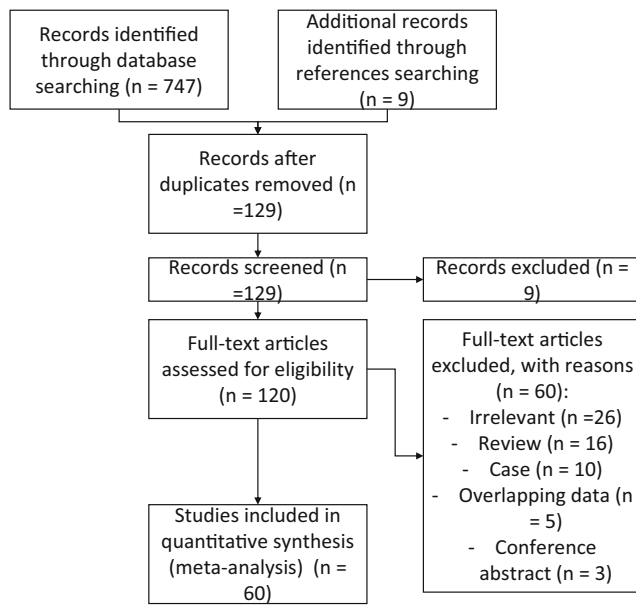 Records identified
through database
searching (n = 747)
Additional records
identified through
references searching
(n = 9)
Records after
duplicates removed (n
=129)
Records screened (n
=129)
Records excluded (n =
9)
Full-text articles
assessed for eligibility
(n = 120)
Full-text articles
excluded, with reasons
(n = 60):
- Irrelevant (n =26)
- Review (n = 16)
- Case (n = 10)
- Overlapping data (n
= 5)
- Conference
abstract (n = 3)
Studies included in
quantitative synthesis
(meta-analysis) (n =
60)